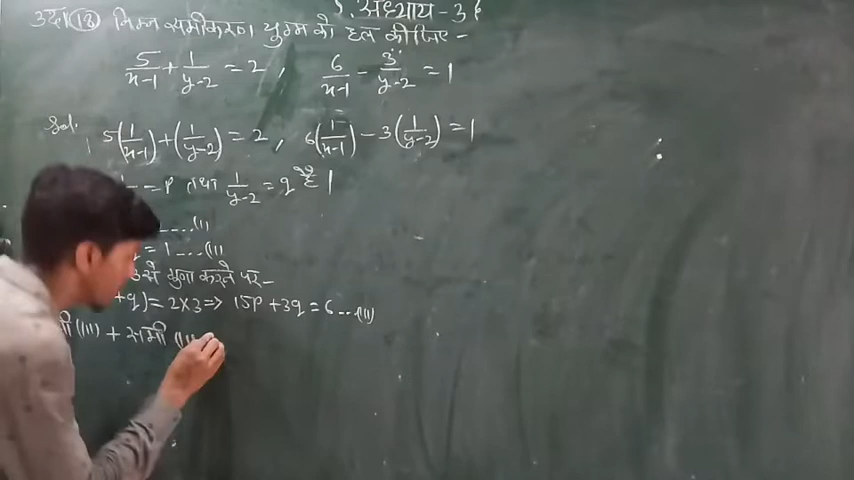 अध्याय-3
उदा० (18) निम्न समीकरण युग्म को हल कीजिए -
5/x-1 + 1/y-2 = 2 , 6/x-1 - 3/y-2 = 1
Sol. 5(1/x-1) + (1/y-2) = 2 , 6(1/x-1) - 3(1/y-2) = 1
= p तथा 1/y-2 = q
....(i)
= 1 ...(ii)
3 से गुणा करने पर-
+q) = 2×3 => 15p + 3q = 6 ...(iii)
(iii) + समी